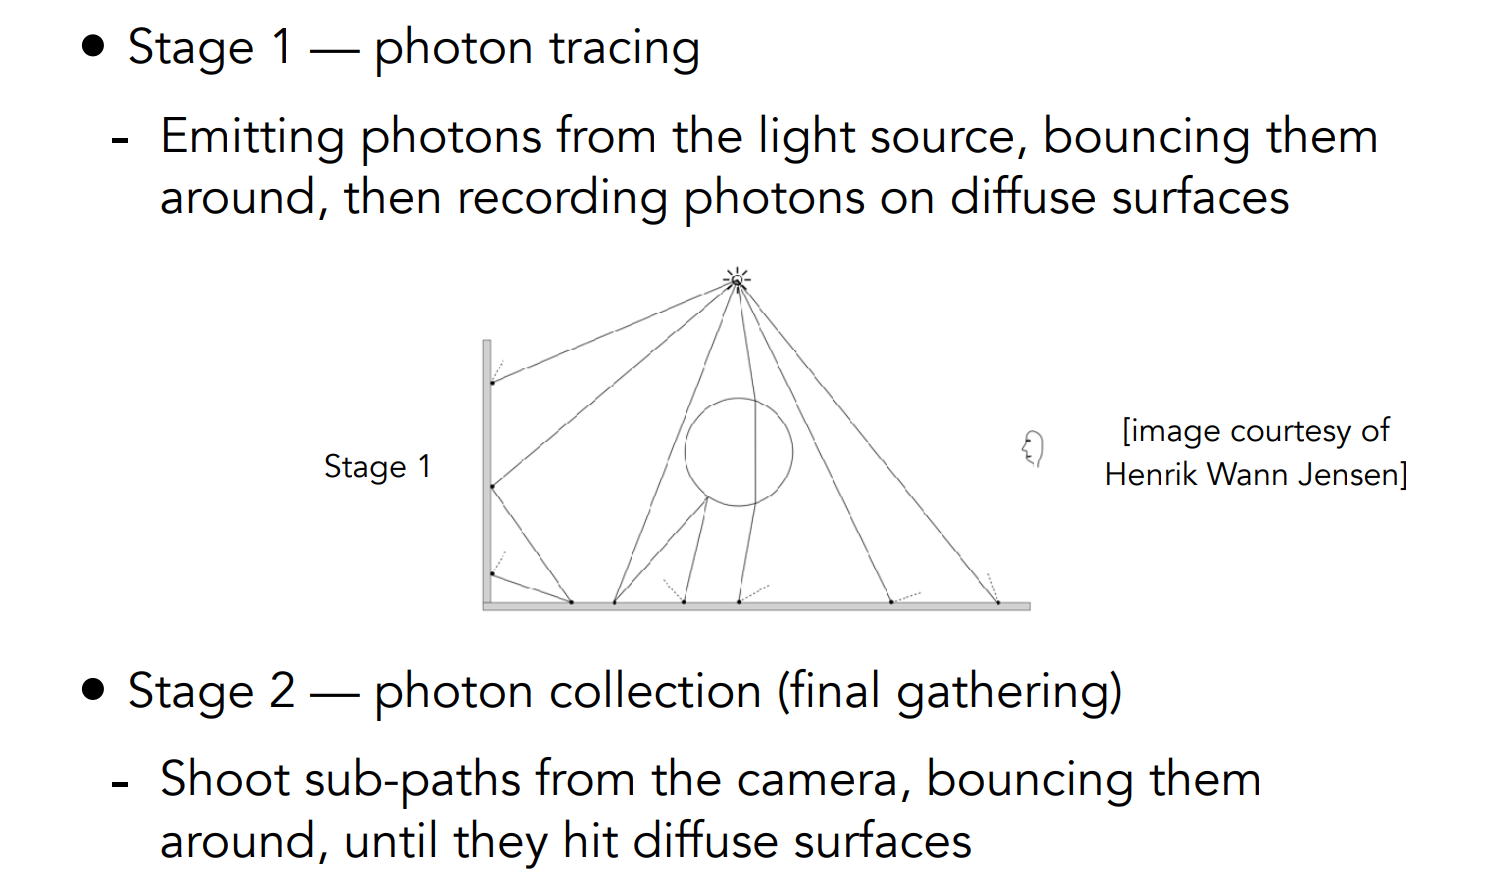 ● Stage 1 — photon tracing
- Emitting photons from the light source, bouncing them
around, then recording photons on diffuse surfaces
Stage 1
[image courtesy of
Henrik Wann Jensen]
● Stage 2 — photon collection (final gathering)
- Shoot sub-paths from the camera, bouncing them
around, until they hit diffuse surfaces